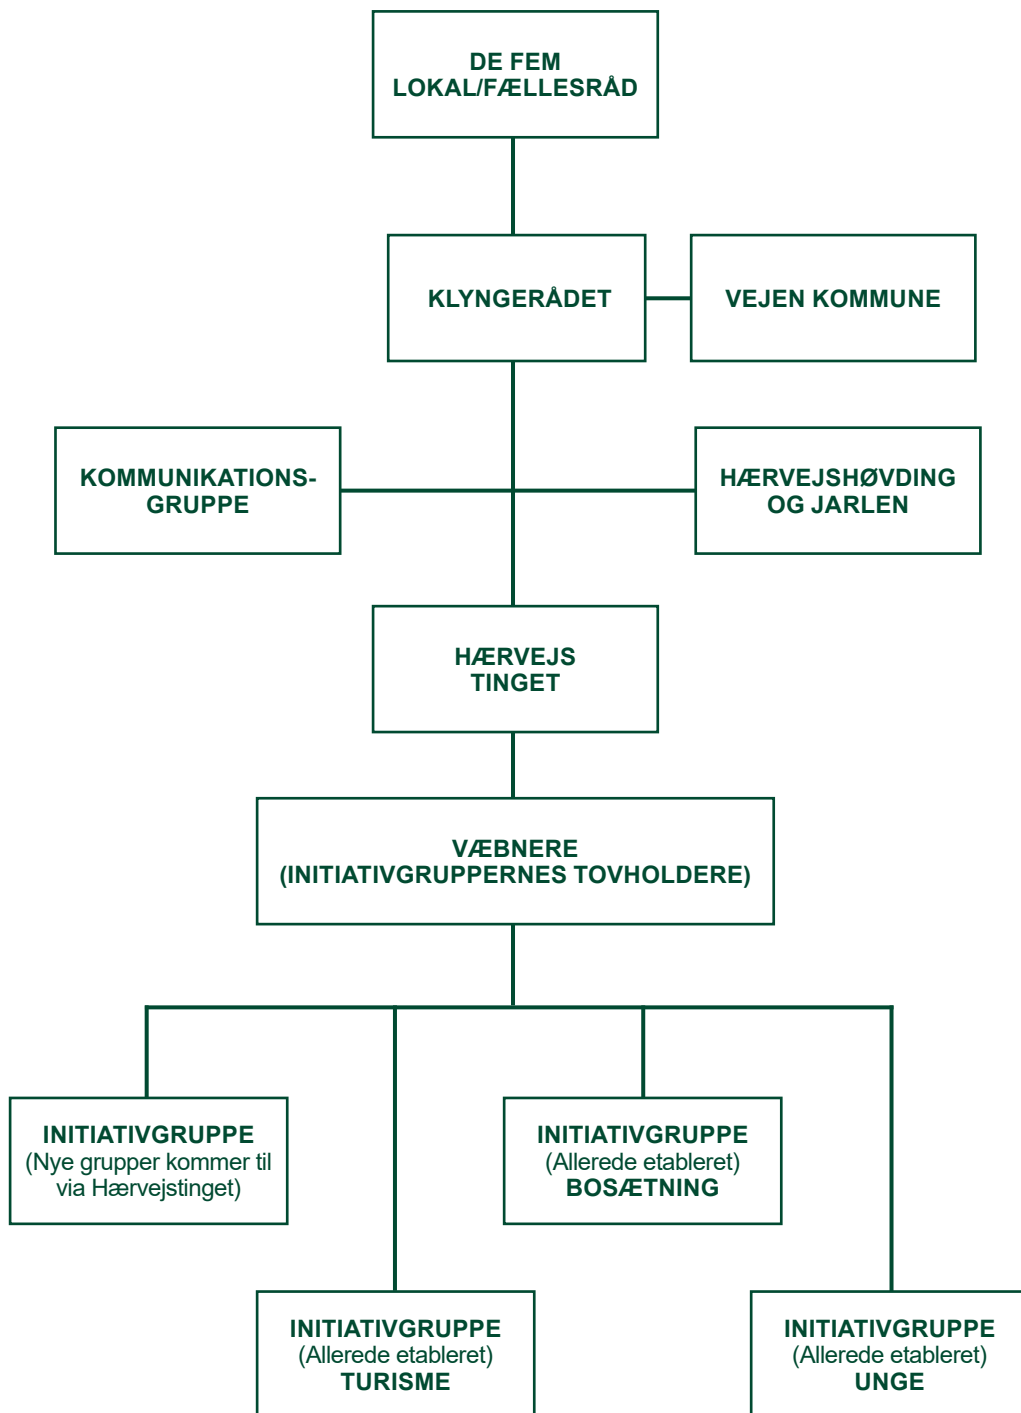 DE FEM
LOKAL/FÆLLESRÅD
KLYNGERÅDET
VEJEN KOMMUNE
KOMMUNIKATIONS-
GRUPPE
HÆRVEJSHØVDING
OG JARLEN
HÆRVEJS
TINGET
VÆBNERE
(INITIATIVGRUPPERNES TOVHOLDERE)
INITIATIVGRUPPE
(Nye grupper kommer til
via Hærvejstinget)
INITIATIVGRUPPE
(Allerede etableret)
BOSÆTNING
INITIATIVGRUPPE
(Allerede etableret)
TURISME
INITIATIVGRUPPE
(Allerede etableret)
UNGE